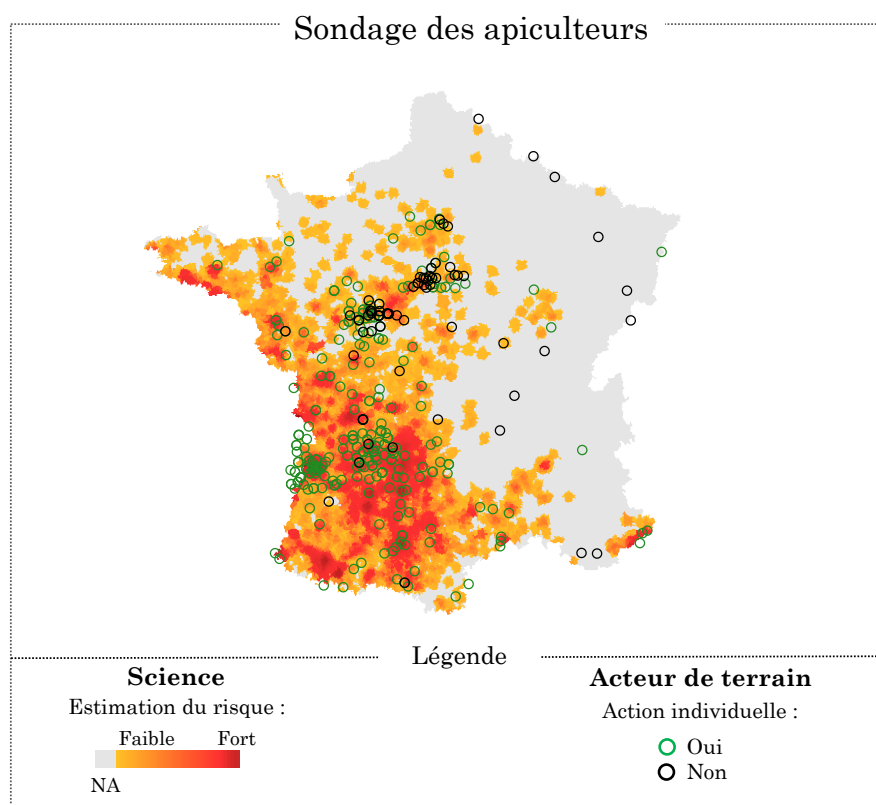 Sondage des apiculteurs
Légende
Science
Estimation du risque :
Faible Fort
NA
Acteur de terrain
Action individuelle :
Oui
Non